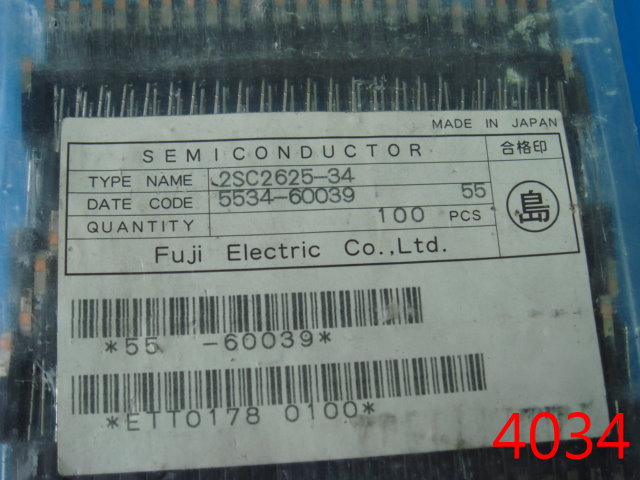 MADE IN JAPAN
SEMICONDUCTOR
合格印
TYPE NAME 2SC2625-34
DATE CODE 5534-60039 55
QUANTITY 100 PCS
島
Fuji Electric Co.,Ltd.
*55 -60039*
*ETT0178 0100*
4034